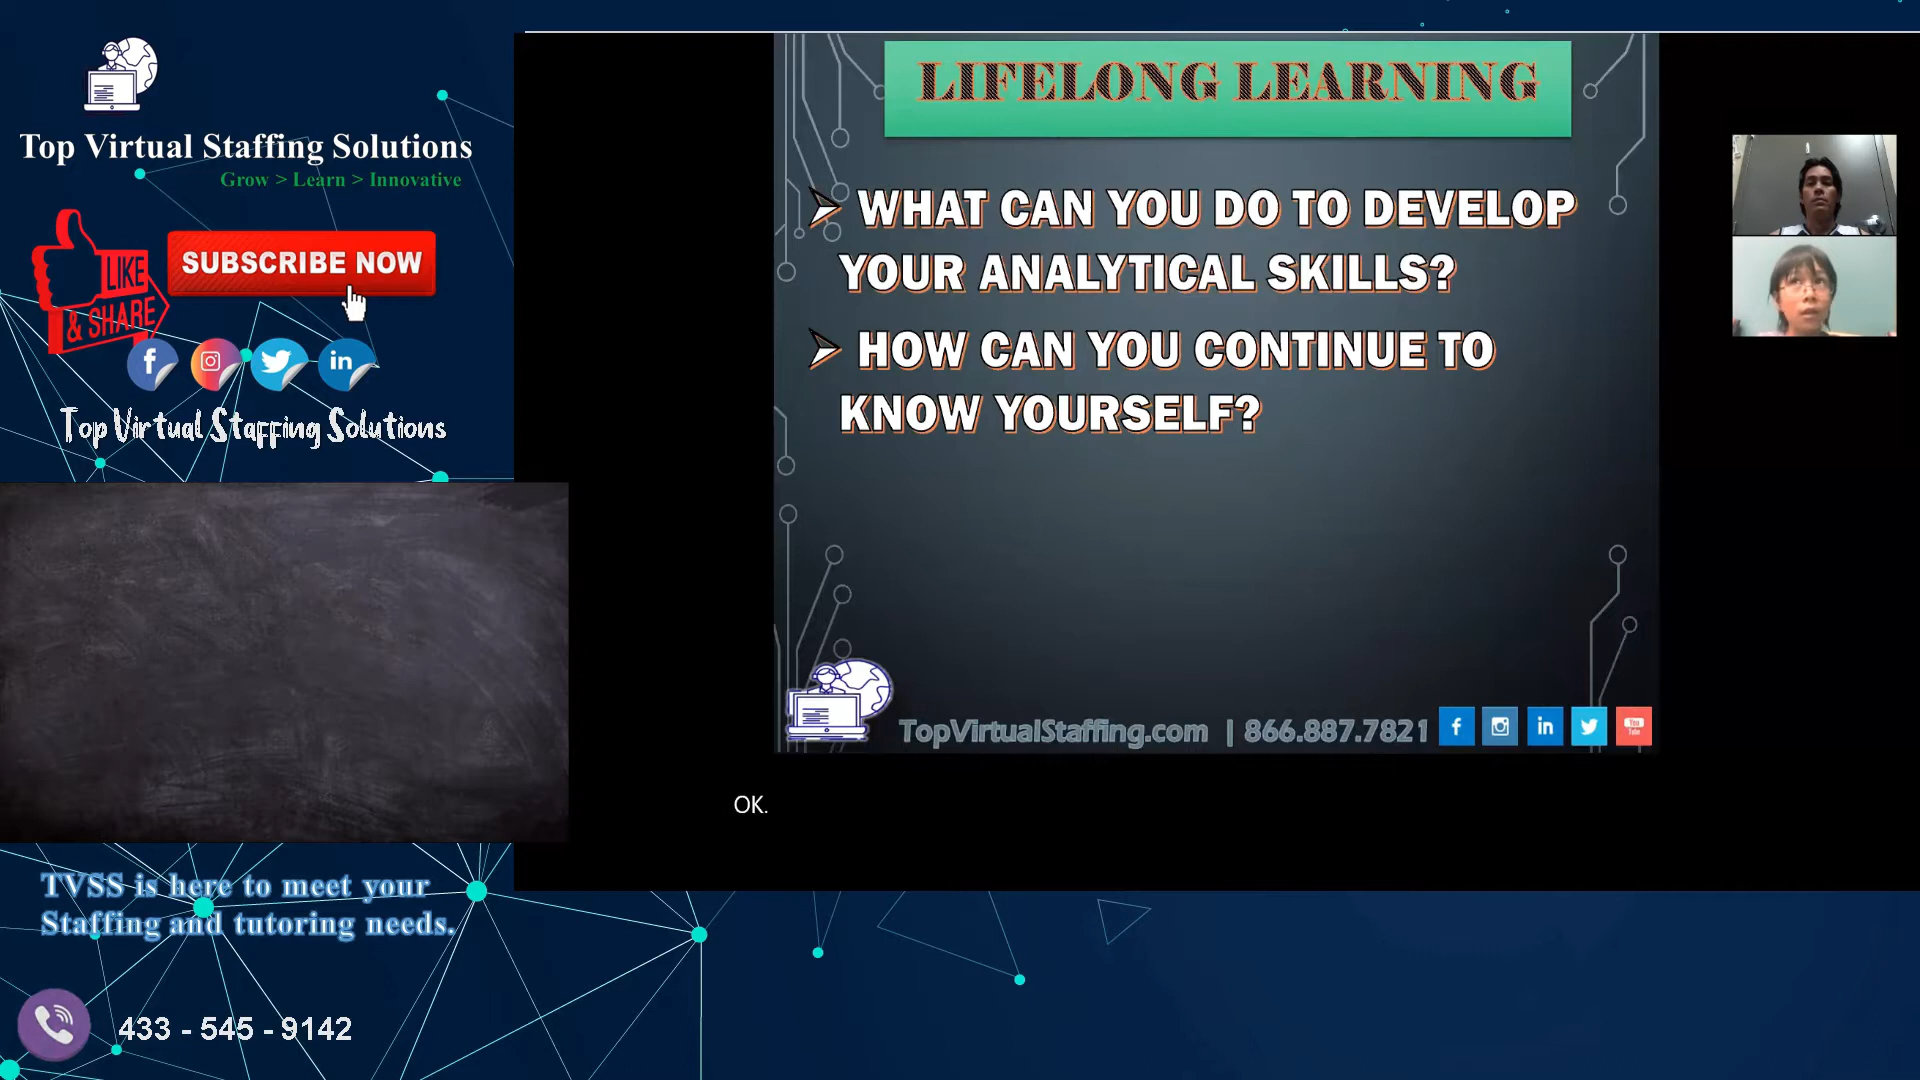 Top Virtual Staffing Solutions
Grow > Learn > Innovative
LIKE
& SHARE
SUBSCRIBE NOW
Top Virtual Staffing Solutions
TVSS is here to meet your
Staffing and tutoring needs.
433 - 545 - 9142
LIFELONG LEARNING
WHAT CAN YOU DO TO DEVELOP
YOUR ANALYTICAL SKILLS?
HOW CAN YOU CONTINUE TO
KNOW YOURSELF?
TopVirtualStaffing.com | 866.887.7821
You
Tube
OK.